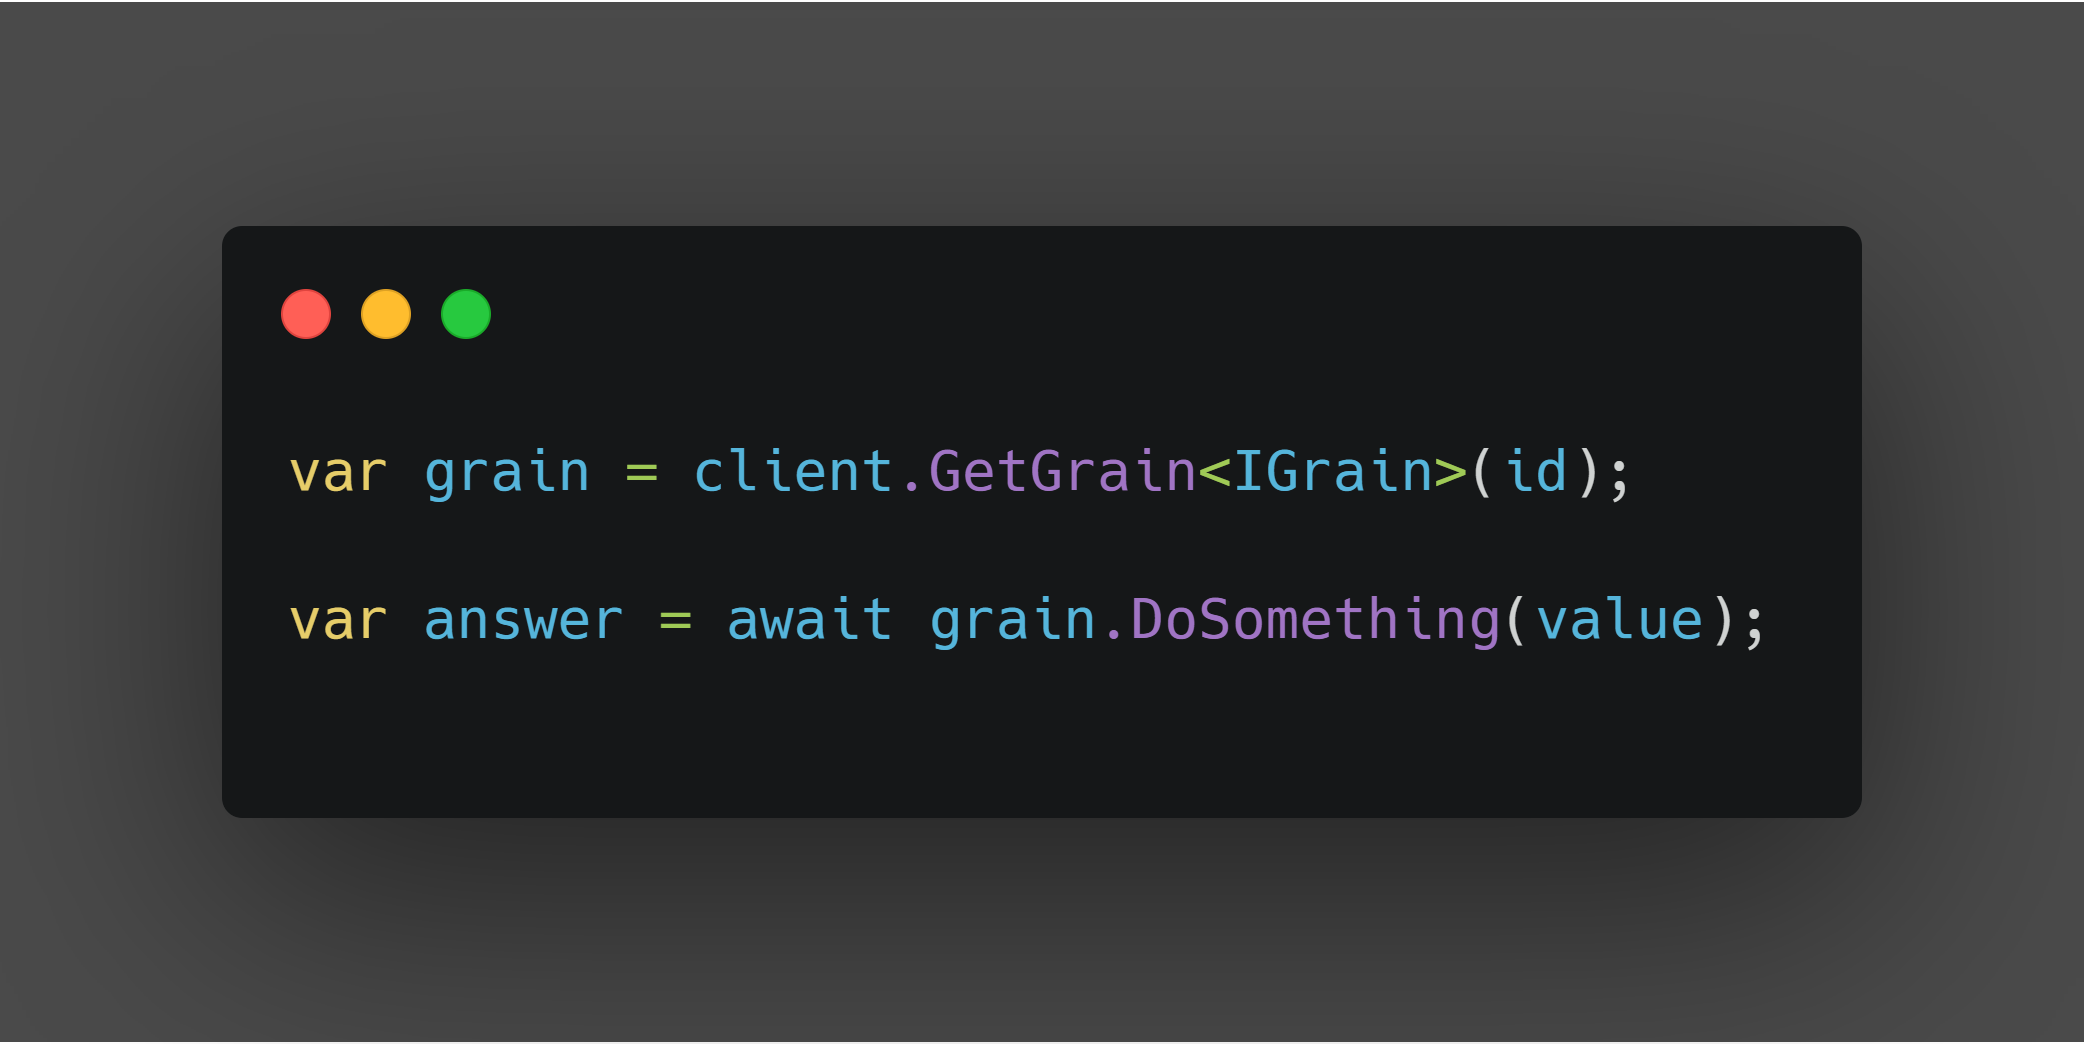 var grain = client.GetGrain<IGrain>(id);
var answer = await grain.DoSomething(value);